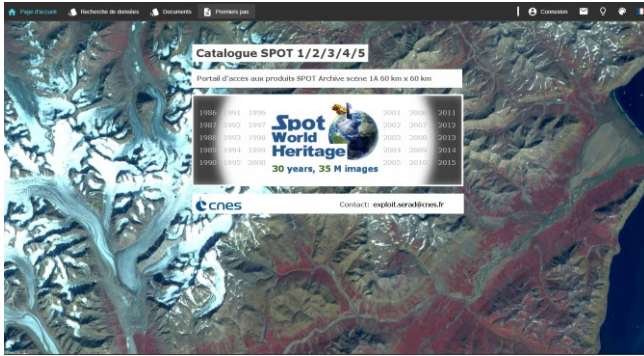 Page d'accueil Recherche de données Documents Premiers pas Connexion
Catalogue SPOT 1/2/3/4/5
Portail d'accès aux produits SPOT Archive scène 1A 60 km x 60 km
1986 1991 1996 2001 2006 2011
1987 1992 1997 2002 2007 2012
1988 1993 1998 2003 2008 2013
1989 1994 1999 2004 2009 2014
1990 1995 2000 2005 2010 2015
Spot
World
Heritage
30 years, 35 M images
cnes Contact: exploit.serad@cnes.fr